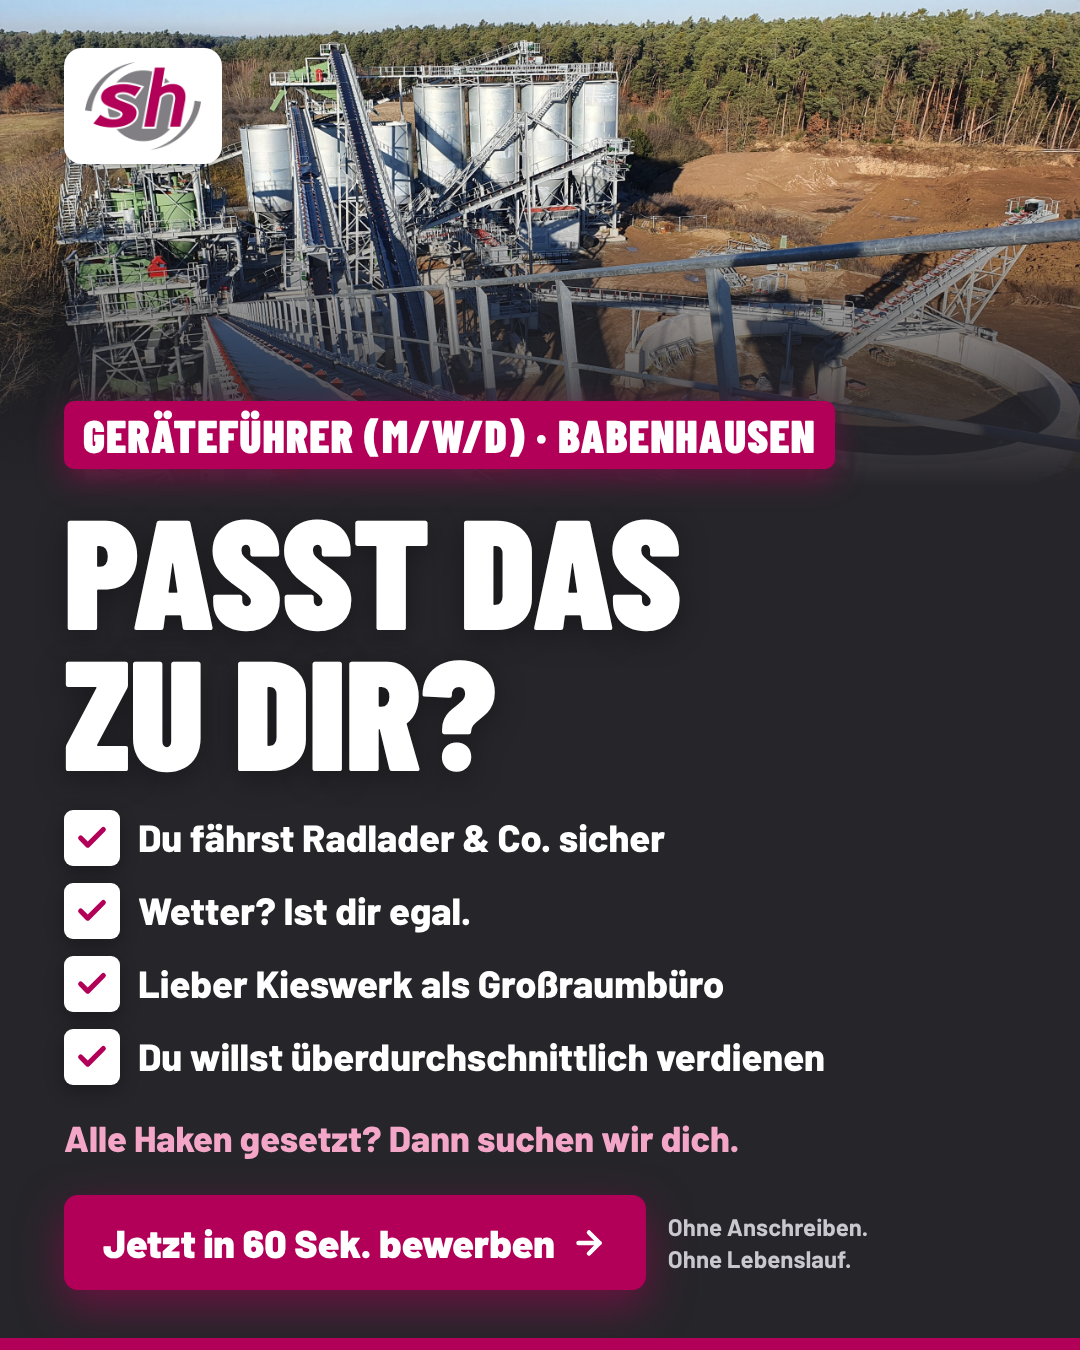 sh
GERÄTEFÜHRER (M/W/D) · BABENHAUSEN
PASST DAS
ZU DIR?
Du fährst Radlader & Co. sicher
Wetter? Ist dir egal.
Lieber Kieswerk als Großraumbüro
Du willst überdurchschnittlich verdienen
Alle Haken gesetzt? Dann suchen wir dich.
Jetzt in 60 Sek. bewerben →
Ohne Anschreiben.
Ohne Lebenslauf.